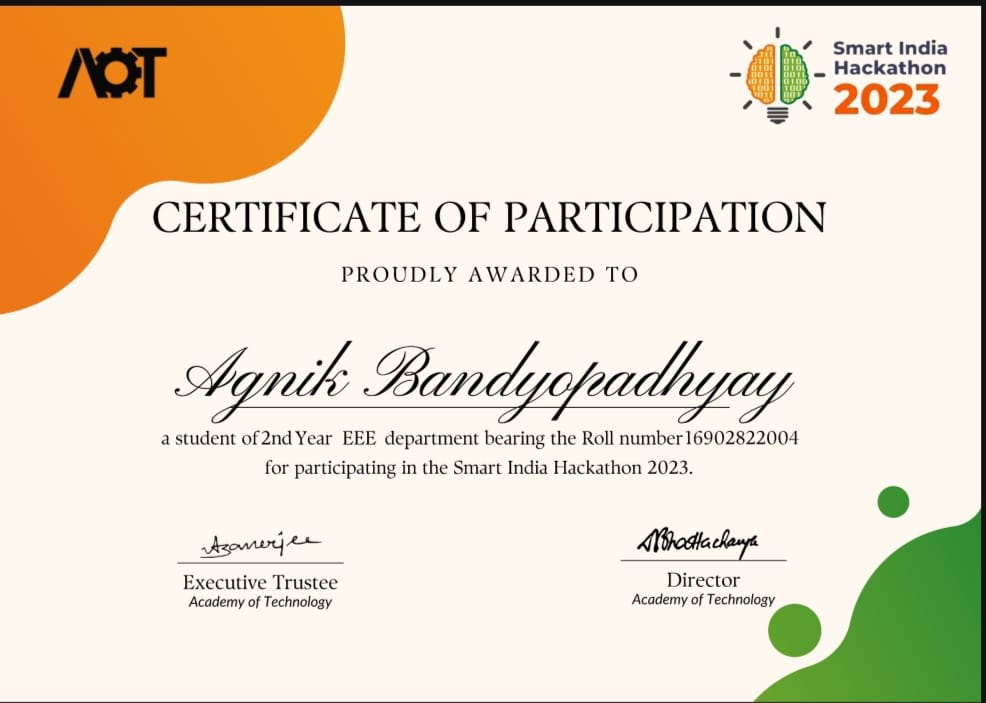 AOT
Smart India
Hackathon
2023
CERTIFICATE OF PARTICIPATION
PROUDLY AWARDED TO
Agnik Bandyopadhyay
a student of 2nd Year EEE department bearing the Roll number 16902822004
for participating in the Smart India Hackathon 2023.
Abanerjee
Executive Trustee
Academy of Technology
Director
Academy of Technology